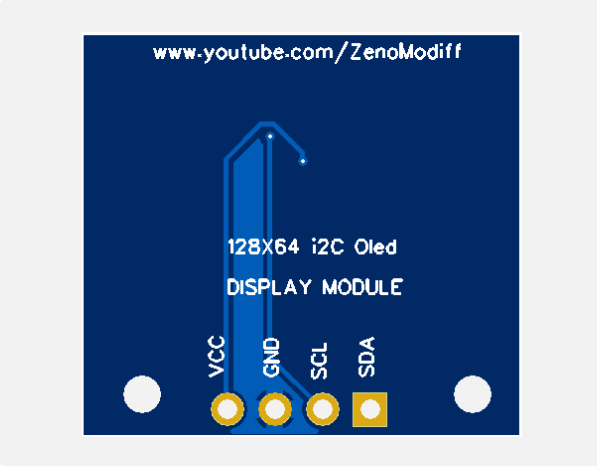 www.youtube.com/ZenoModiff
128X64 i2C Oled
DISPLAY MODULE
VCC GND SCL SDA